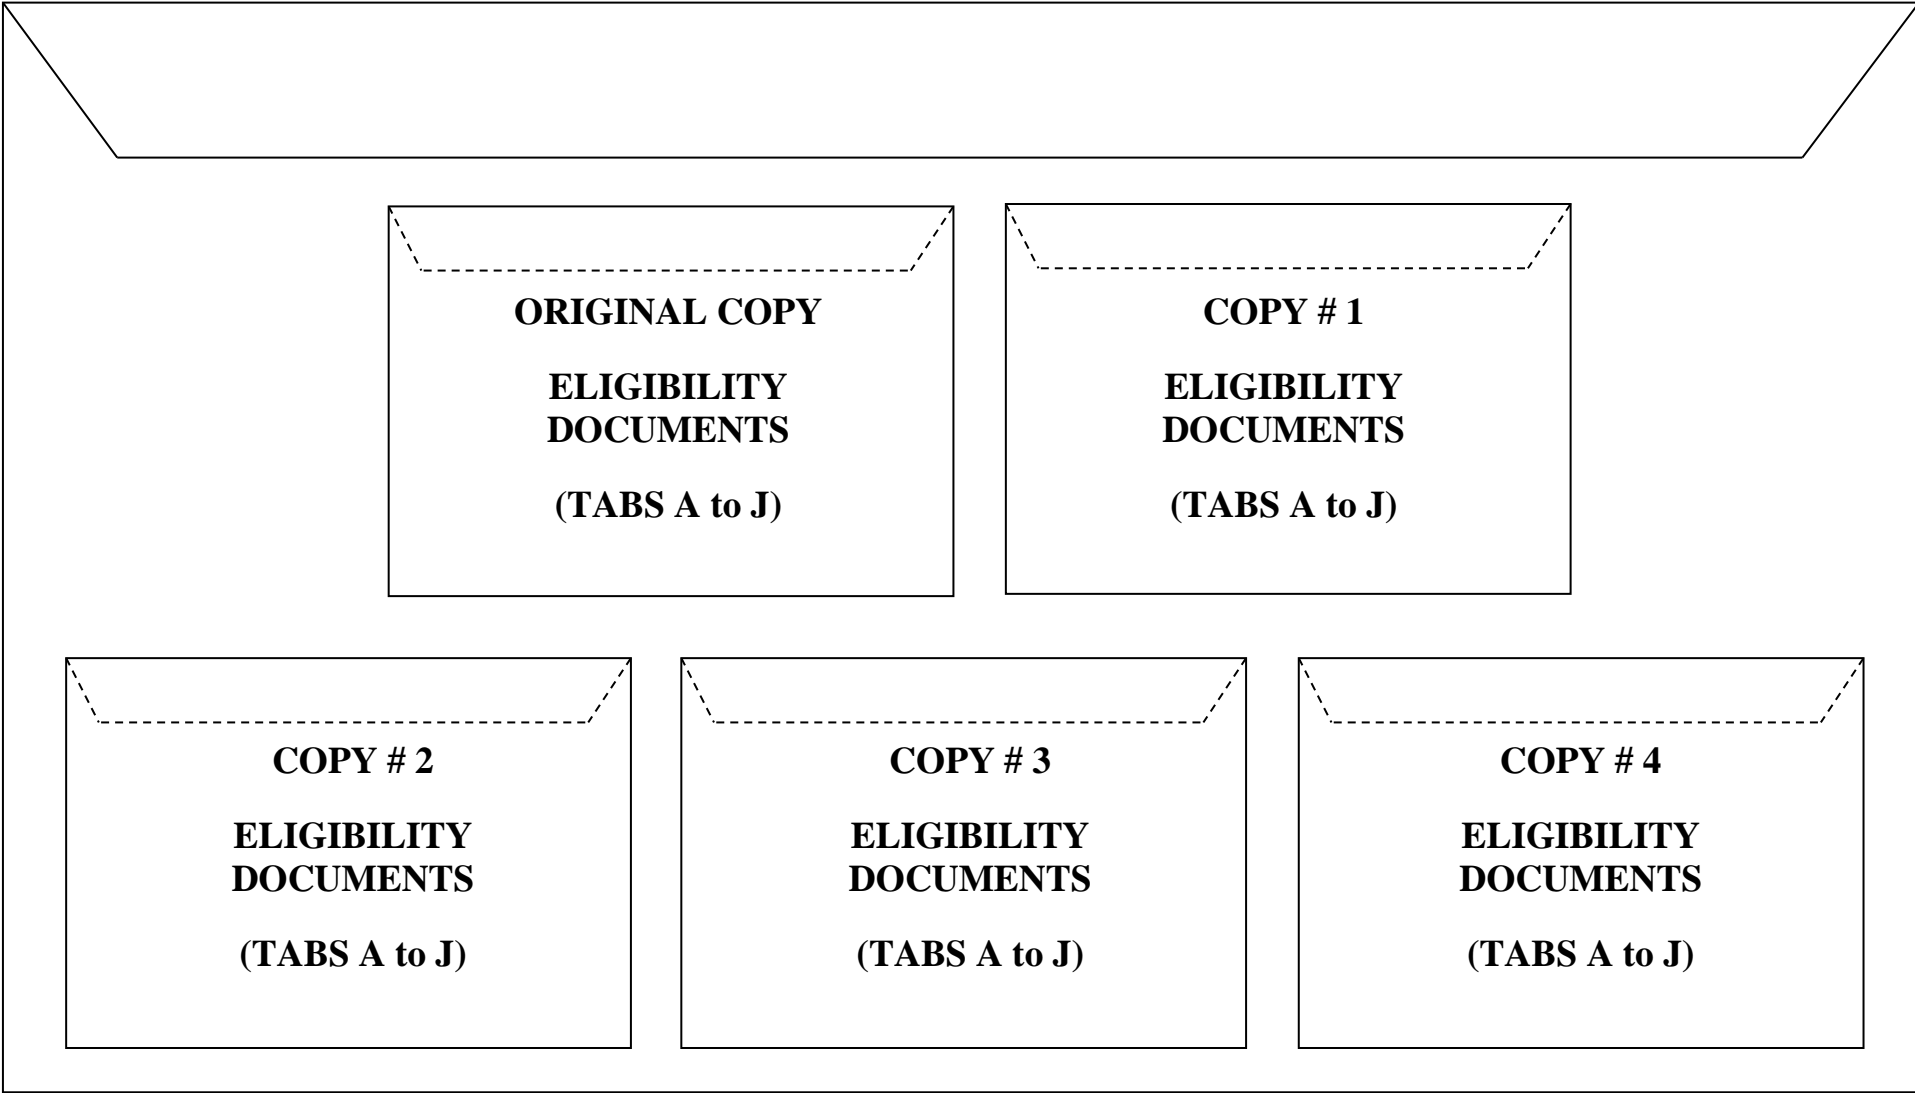 ORIGINAL COPY
ELIGIBILITY
DOCUMENTS
(TABS A to J)
COPY # 1
ELIGIBILITY
DOCUMENTS
(TABS A to J)
COPY # 2
ELIGIBILITY
DOCUMENTS
(TABS A to J)
COPY # 3
ELIGIBILITY
DOCUMENTS
(TABS A to J)
COPY # 4
ELIGIBILITY
DOCUMENTS
(TABS A to J)